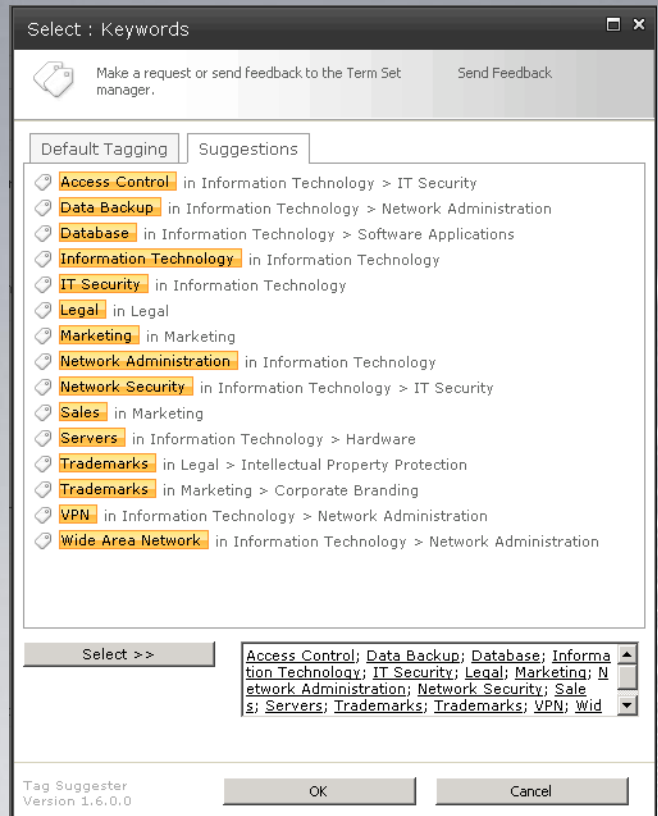 Select : Keywords
Make a request or send feedback to the Term Set
manager.
Send Feedback
Default Tagging
Suggestions
Access Control in Information Technology > IT Security
Data Backup in Information Technology > Network Administration
Database in Information Technology > Software Applications
Information Technology in Information Technology
IT Security in Information Technology
Legal in Legal
Marketing in Marketing
Network Administration in Information Technology
Network Security in Information Technology > IT Security
Sales in Marketing
Servers in Information Technology > Hardware
Trademarks in Legal > Intellectual Property Protection
Trademarks in Marketing > Corporate Branding
VPN in Information Technology > Network Administration
Wide Area Network in Information Technology > Network Administration
Select >>
Access Control; Data Backup; Database; Informa
tion Technology; IT Security; Legal; Marketing; N
etwork Administration; Network Security; Sale
s; Servers; Trademarks; Trademarks; VPN; Wid
Tag Suggester
Version 1.6.0.0
OK
Cancel